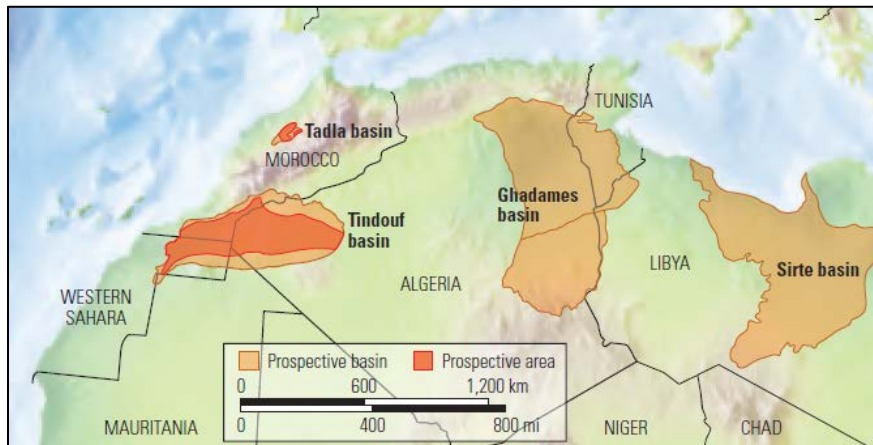 TUNISIA
Tadla basin
MOROCCO
Ghadames
basin
Tindouf
basin
LIBYA
Sirte basin
ALGERIA
WESTERN
SAHARA
Prospective basin
Prospective area
0 600 1,200 km
0 400 800 mi
MAURITANIA
NIGER
CHAD